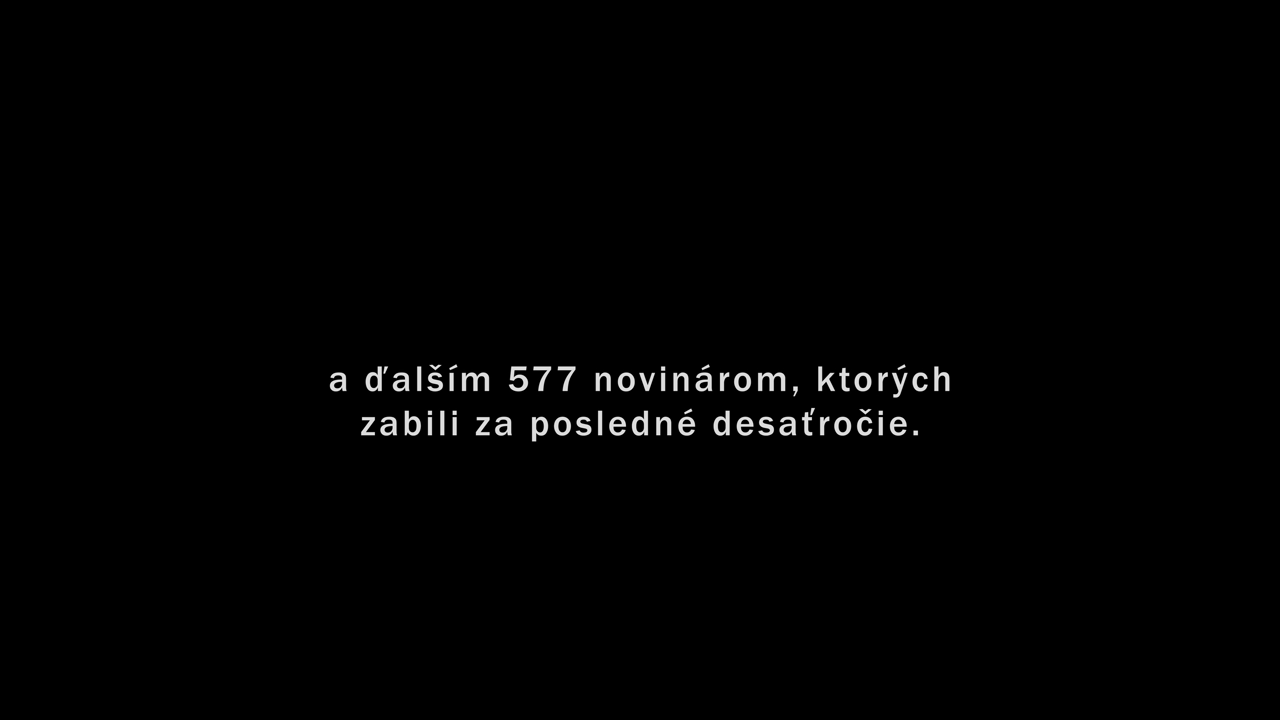 a ďalším 577 novinárom, ktorých
zabili za posledné desaťročie.